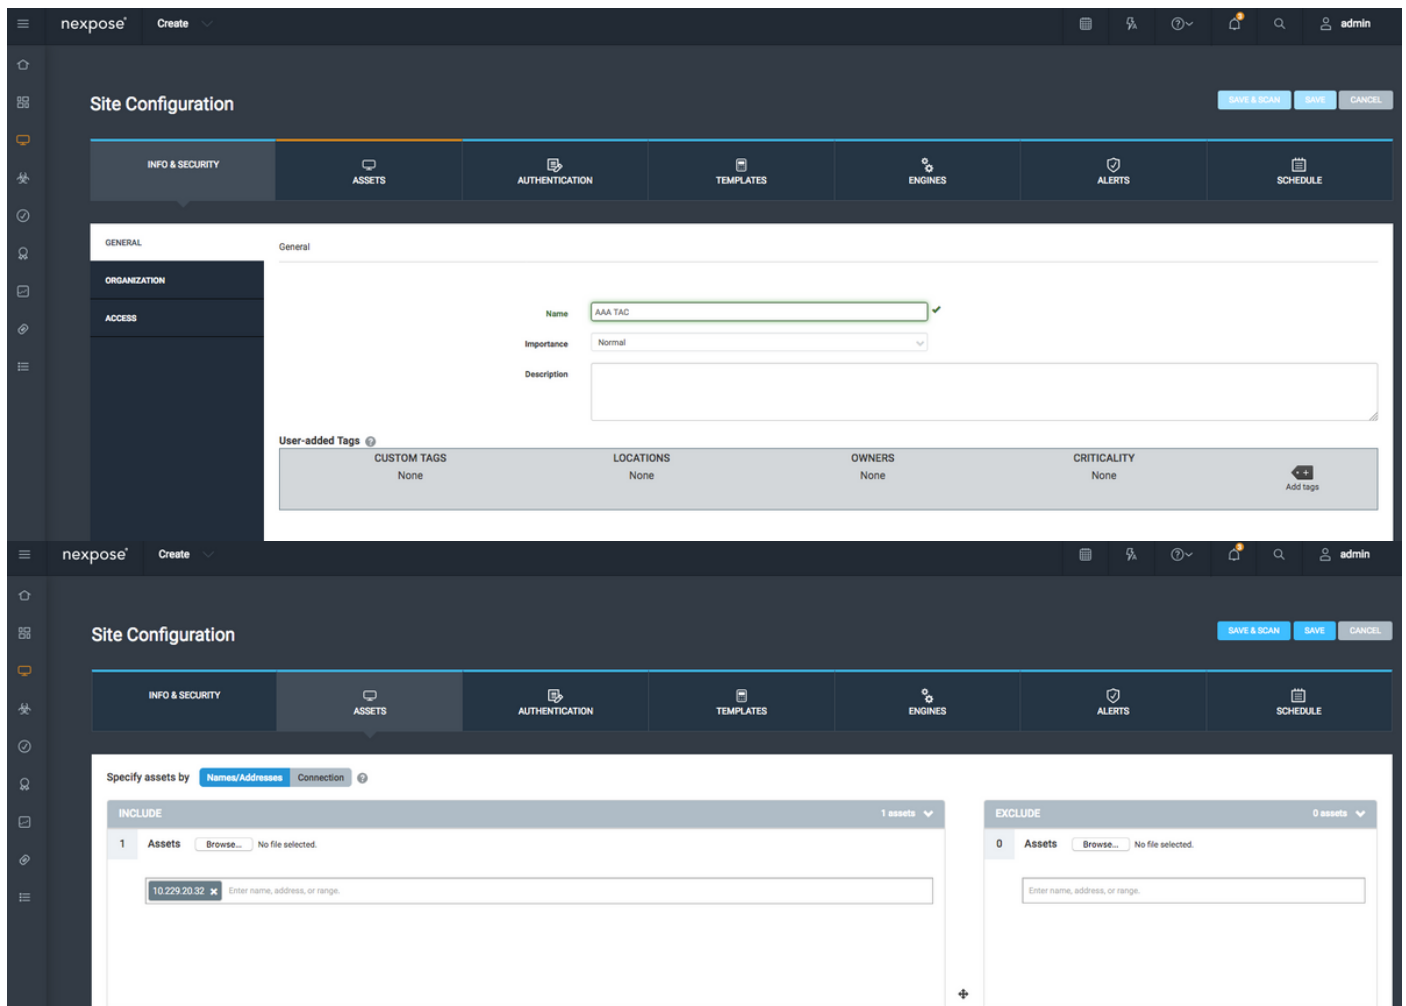 nexpose® Create 3 admin
Site Configuration SAVE & SCAN SAVE CANCEL
INFO & SECURITY ASSETS AUTHENTICATION TEMPLATES ENGINES ALERTS SCHEDULE
GENERAL General
ORGANIZATION
Name AAA TAC
ACCESS
Importance Normal
Description
User-added Tags ?
CUSTOM TAGS LOCATIONS OWNERS CRITICALITY
None None None None
Add tags
nexpose® Create 3 admin
Site Configuration SAVE & SCAN SAVE CANCEL
INFO & SECURITY ASSETS AUTHENTICATION TEMPLATES ENGINES ALERTS SCHEDULE
Specify assets by Names/Addresses Connection ?
INCLUDE 1 assets EXCLUDE 0 assets
1 Assets Browse... No file selected. 0 Assets Browse... No file selected.
10.229.20.32 × Enter name, address, or range. Enter name, address, or range.